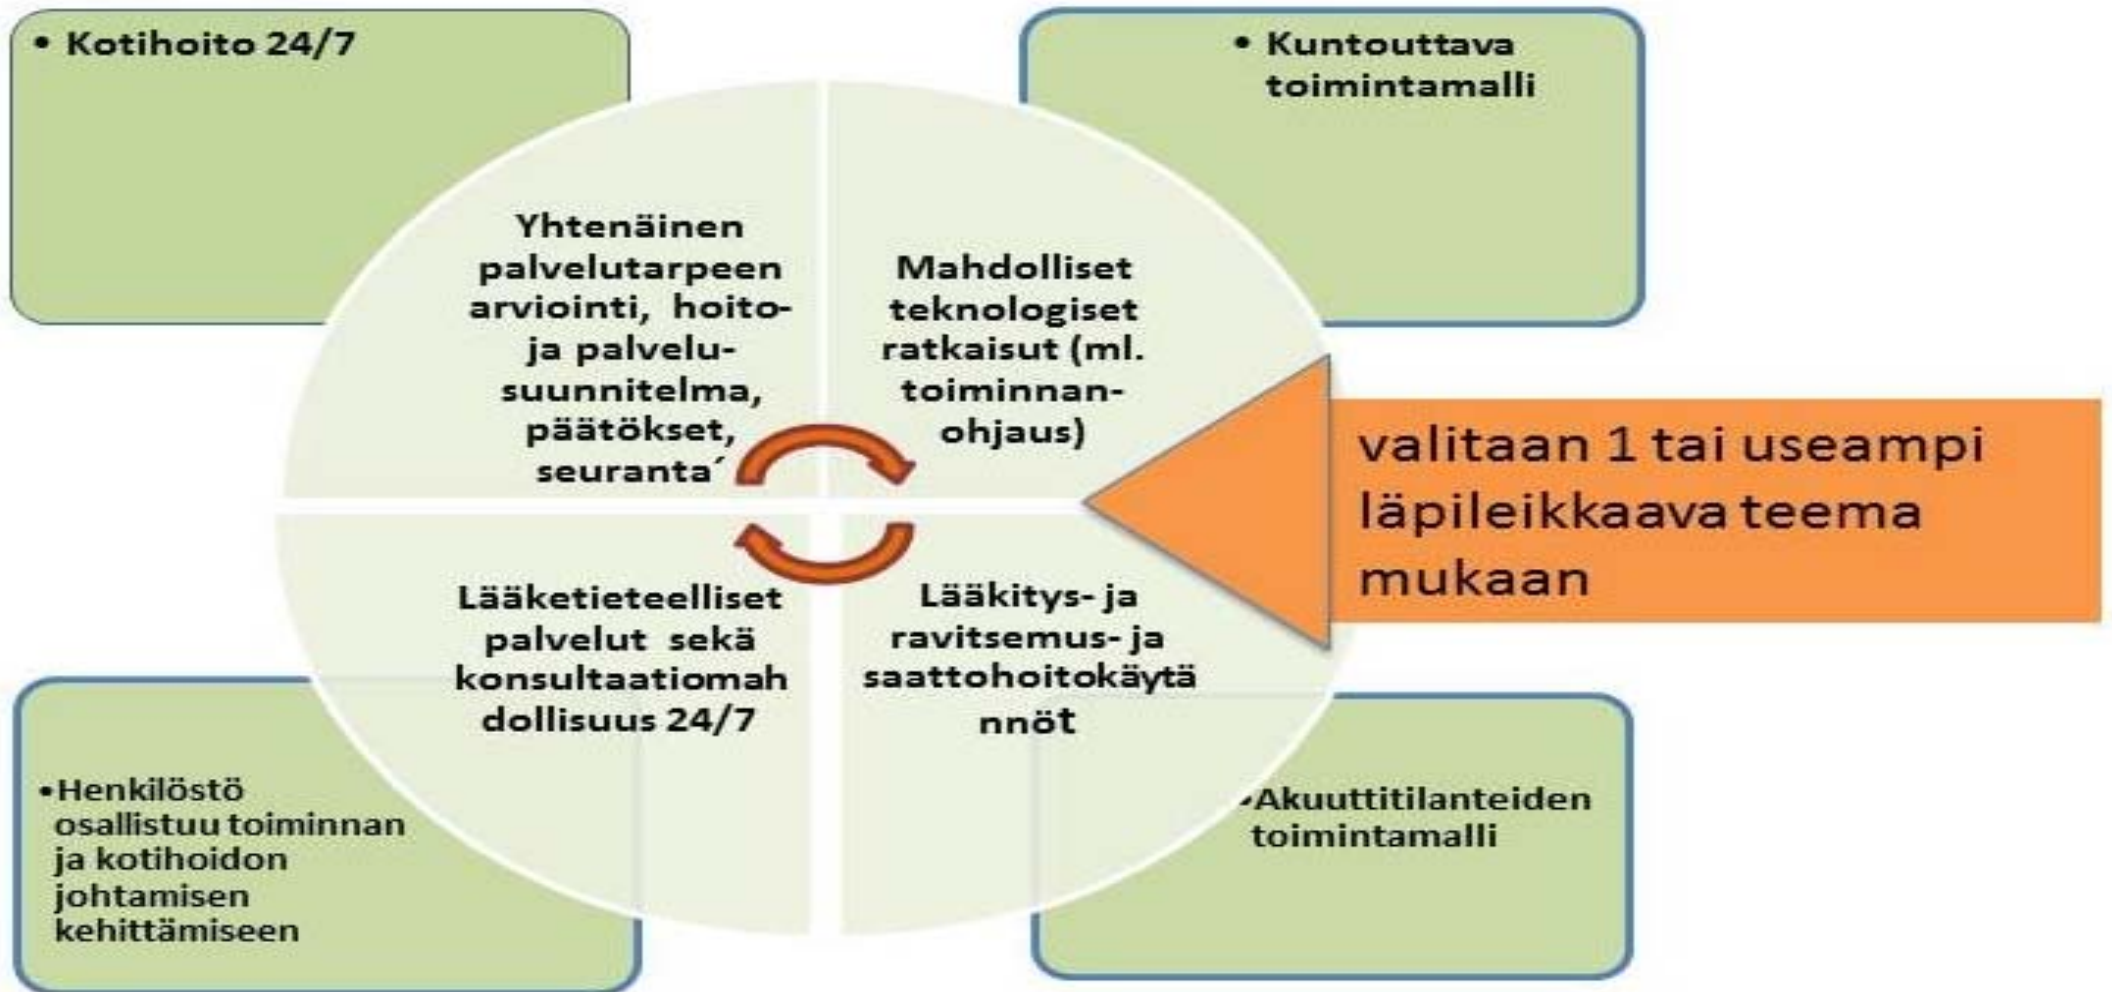 • Kotihoito 24/7
• Kuntouttava
toimintamalli
Yhtenäinen
palvelutarpeen
arviointi, hoito-
ja palvelu-
suunnitelma,
päätökset,
seuranta´
Mahdolliset
teknologiset
ratkaisut (ml.
toiminnan-
ohjaus)
valitaan 1 tai useampi
läpileikkaava teema
mukaan
Lääketieteelliset
palvelut sekä
konsultaatiomah
dollisuus 24/7
Lääkitys- ja
ravitsemus- ja
saattohoitokäytä
nnöt
•Henkilöstö
osallistuu toiminnan
ja kotihoidon
johtamisen
kehittämiseen
•Akuuttitilanteiden
toimintamalli